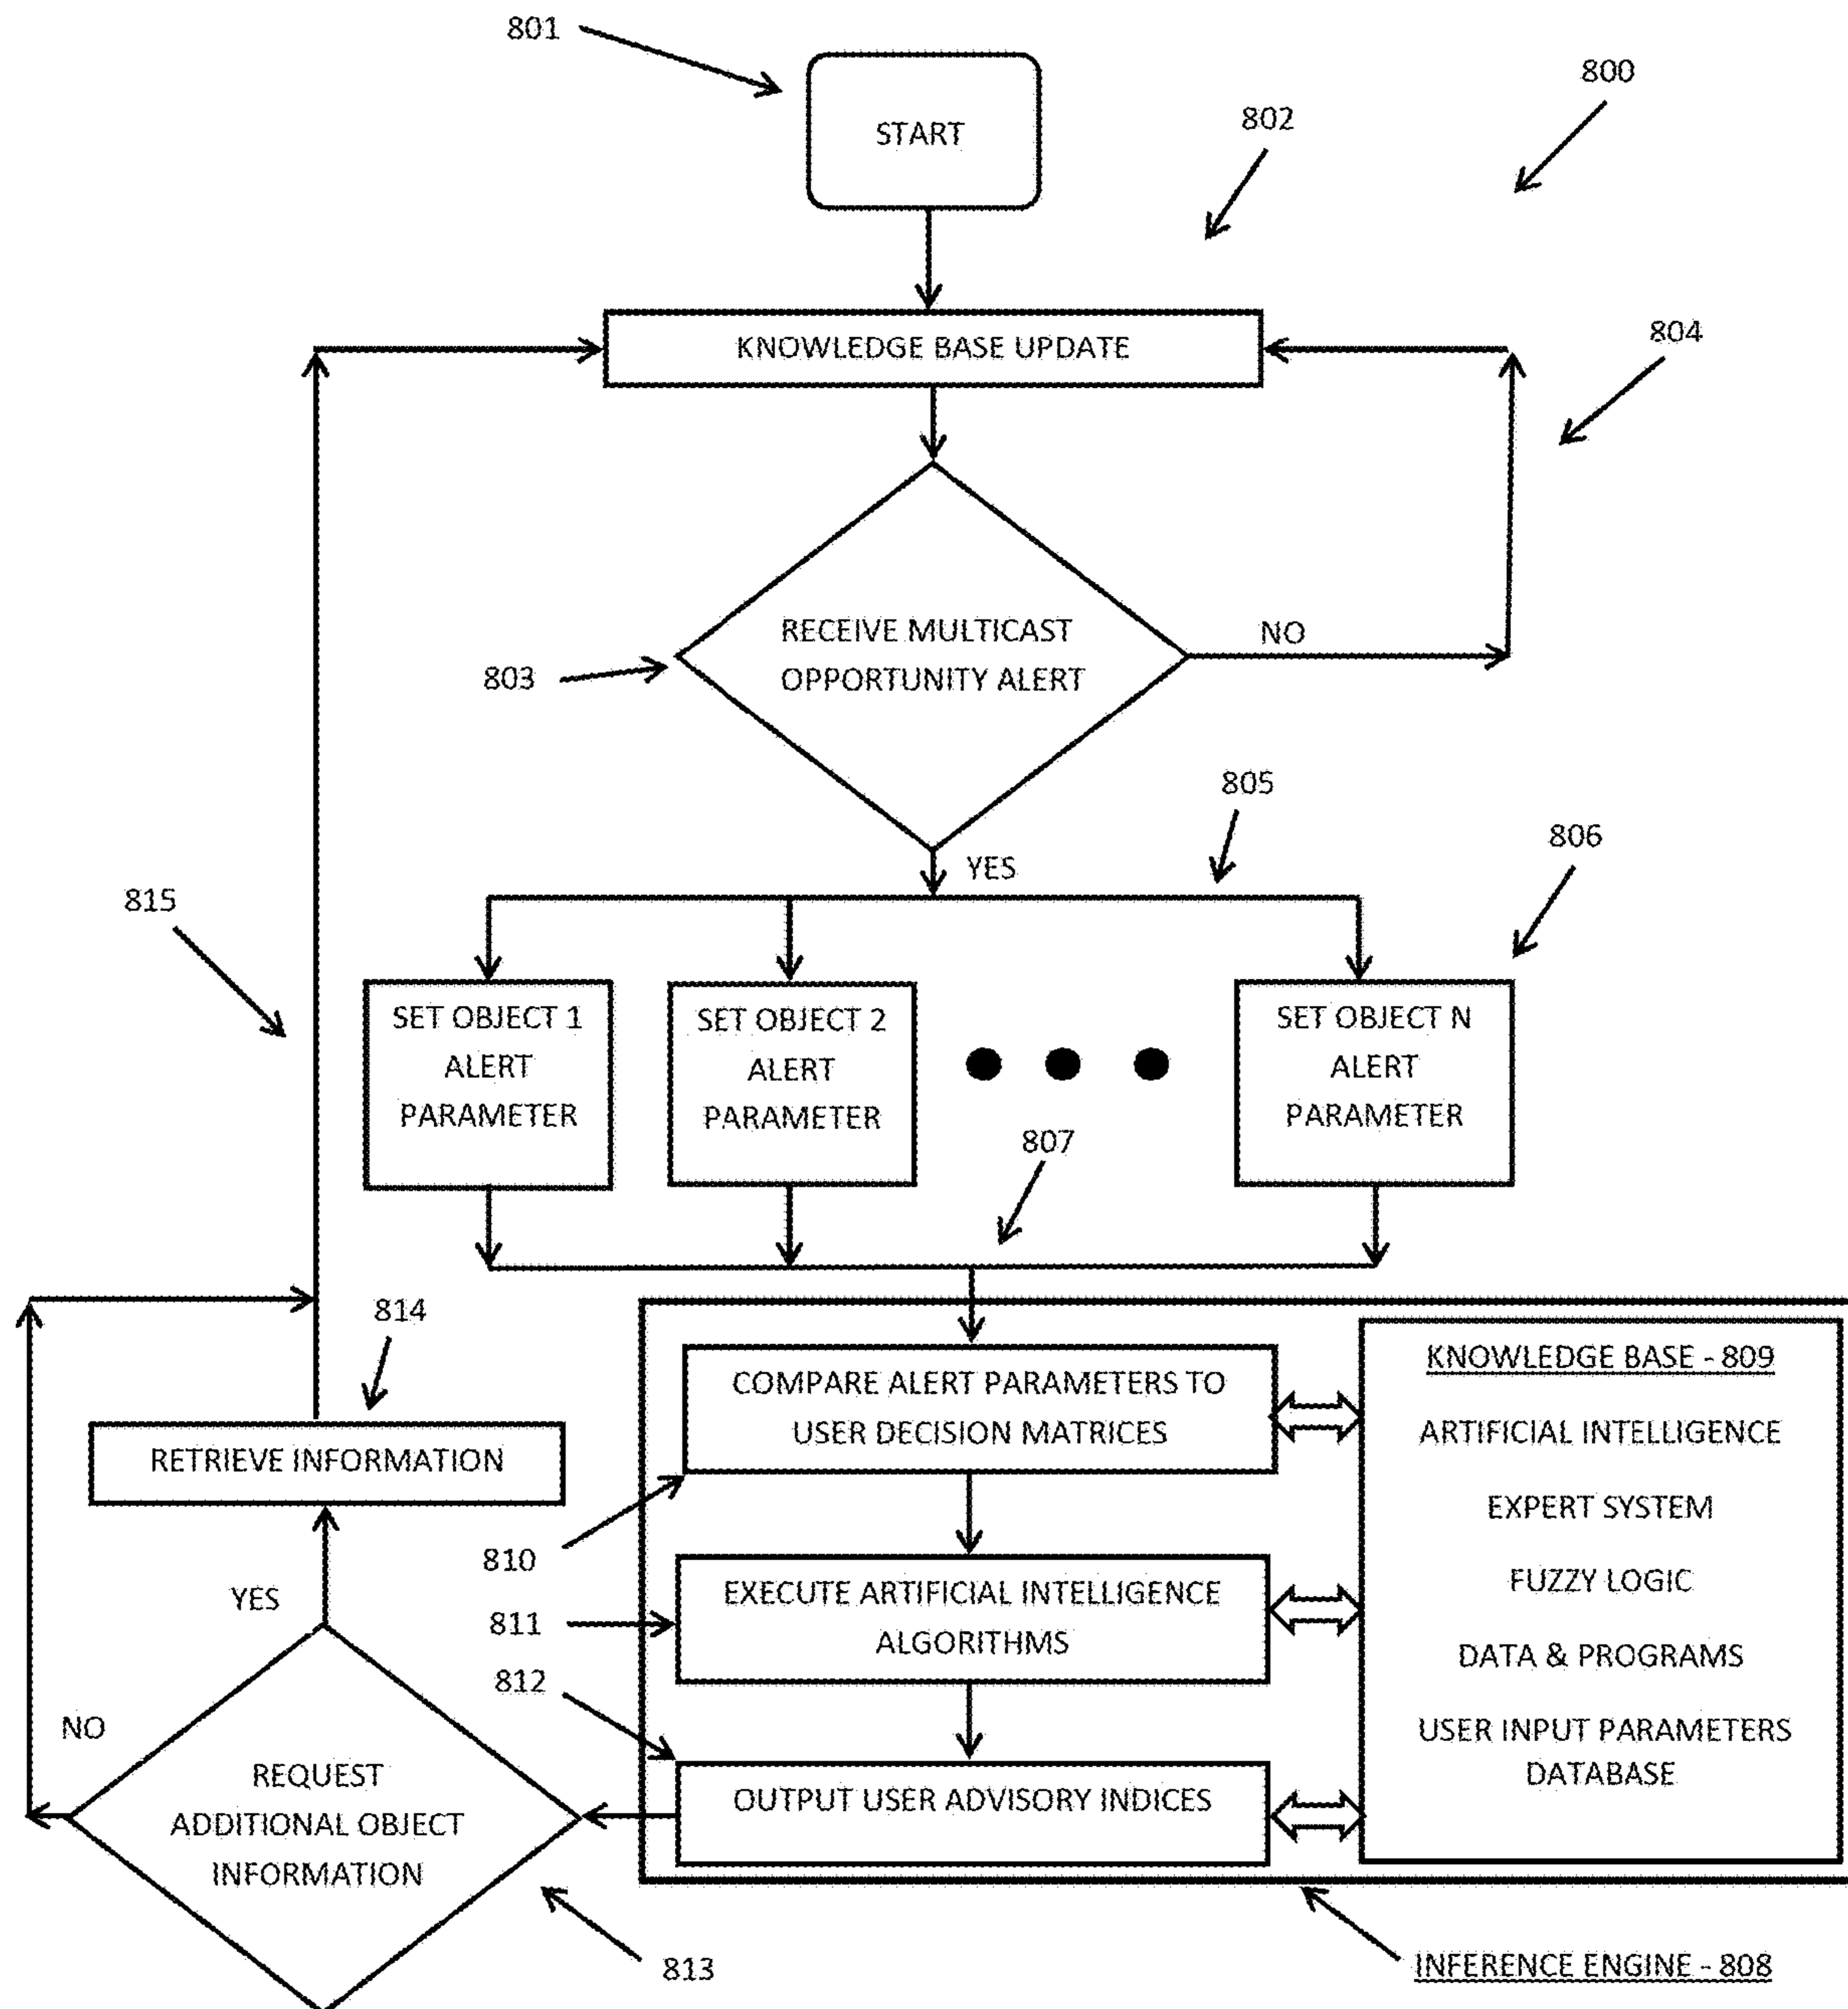 801
800
START
802
KNOWLEDGE BASE UPDATE
804
RECEIVE MULTICAST
OPPORTUNITY ALERT
NO
803
YES
805
806
815
SET OBJECT 1
ALERT
PARAMETER
SET OBJECT 2
ALERT
PARAMETER
SET OBJECT N
ALERT
PARAMETER
807
814
RETRIEVE INFORMATION
COMPARE ALERT PARAMETERS TO
USER DECISION MATRICES
810
EXECUTE ARTIFICIAL INTELLIGENCE
ALGORITHMS
811
812
OUTPUT USER ADVISORY INDICES
KNOWLEDGE BASE - 809
ARTIFICIAL INTELLIGENCE
EXPERT SYSTEM
FUZZY LOGIC
DATA & PROGRAMS
USER INPUT PARAMETERS
DATABASE
YES
NO
REQUEST
ADDITIONAL OBJECT
INFORMATION
813
INFERENCE ENGINE - 808